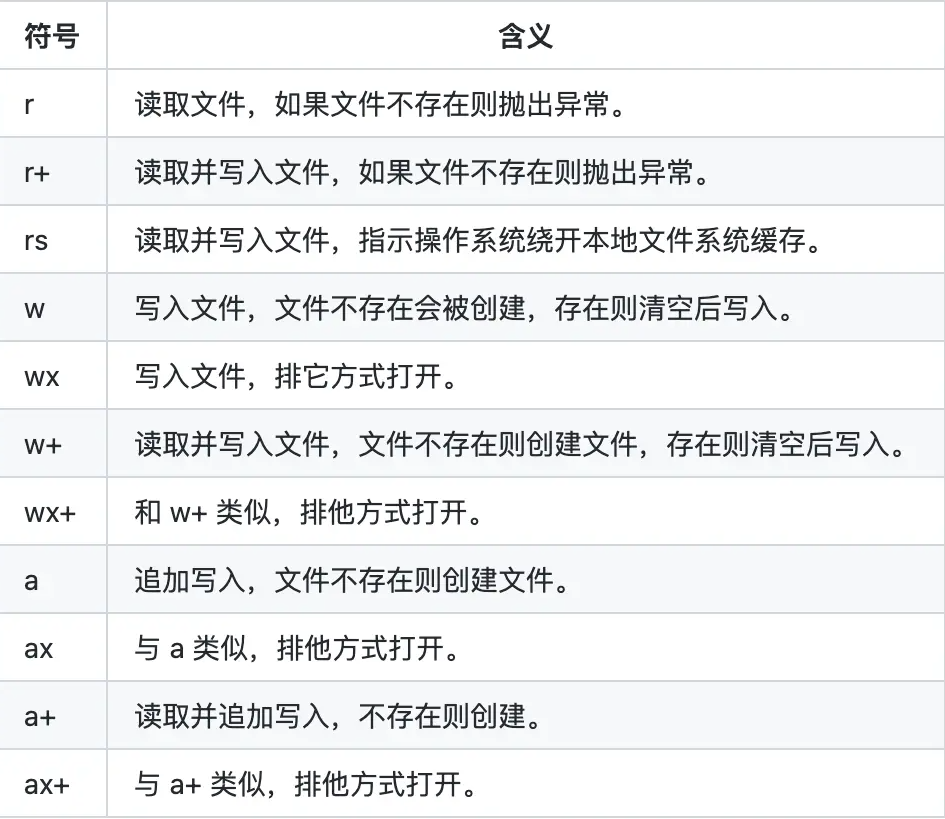 符号 含义
r 读取文件，如果文件不存在则抛出异常。
r+ 读取并写入文件，如果文件不存在则抛出异常。
rs 读取并写入文件，指示操作系统绕开本地文件系统缓存。
w 写入文件，文件不存在会被创建，存在则清空后写入。
wx 写入文件，排它方式打开。
w+ 读取并写入文件，文件不存在则创建文件，存在则清空后写入。
wx+ 和 w+ 类似，排他方式打开。
a 追加写入，文件不存在则创建文件。
ax 与 a 类似，排他方式打开。
a+ 读取并追加写入，不存在则创建。
ax+ 与 a+ 类似，排他方式打开。